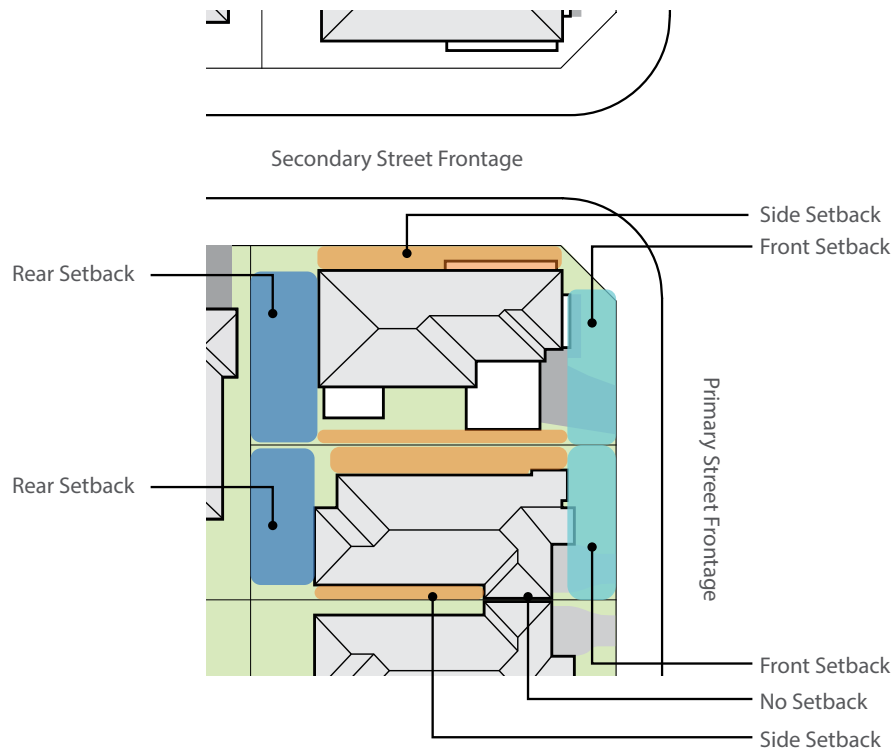 Secondary Street Frontage
Side Setback
Front Setback
Rear Setback
Primary Street Frontage
Rear Setback
Front Setback
No Setback
Side Setback